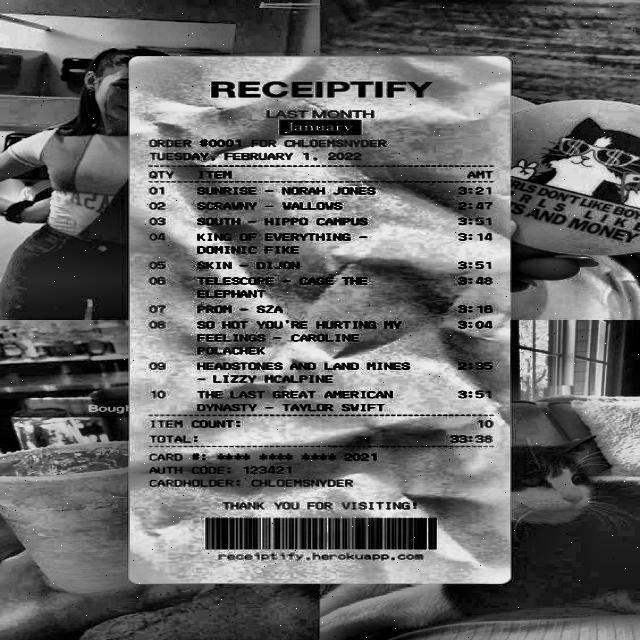 RECEIPTIFY
LAST MONTH
January
ORDER #0001 FOR CHLOEMSNYDER
TUESDAY, FEBRUARY 1, 2022
QTY ITEM AMT
01 SUNRISE - NORAH JONES 3:21
02 SCRAWNY - WALLOWS 2:47
03 SOUTH - HIPPO CAMPUS 3:51
04 KING OF EVERYTHING - 3:14
DOMINIC FIKE
05 SKIN - DIJON 3:51
06 TELESCOPE - CAGE THE 3:48
ELEPHANT
07 PROM - SZA 3:18
08 SO HOT YOU'RE HURTING MY 3:04
FEELINGS - CAROLINE
POLACHEK
09 HEADSTONES AND LAND MINES 2:35
- LIZZY MCALPINE
10 THE LAST GREAT AMERICAN 3:51
DYNASTY - TAYLOR SWIFT
ITEM COUNT: 10
TOTAL: 33:38
CARD #: **** **** **** 2021
AUTH CODE: 123421
CARDHOLDER: CHLOEMSNYDER
THANK YOU FOR VISITING!
receiptify.herokuapp.com
GIRLS DON'T LIKE BOYS
AND MONEY
Bough